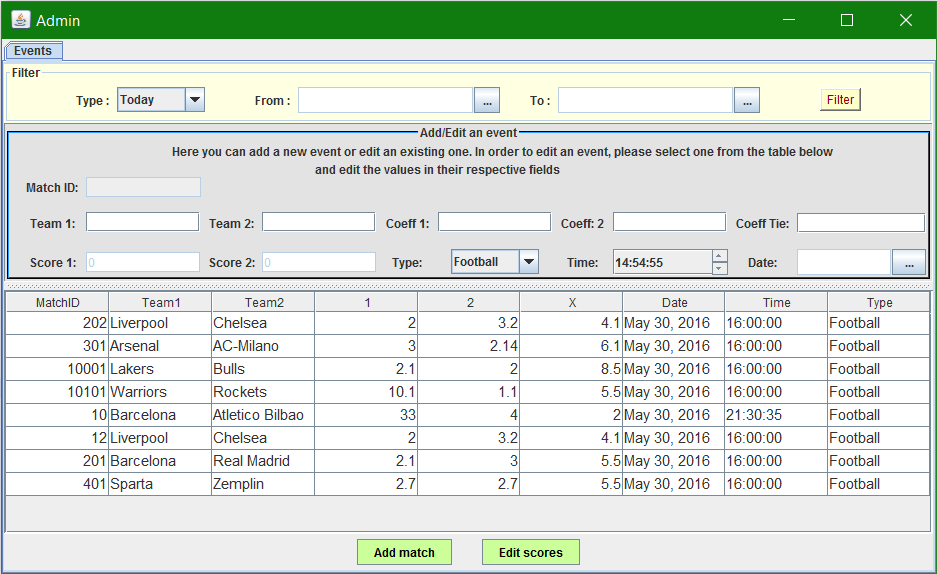 Admin
Events
Filter
Type : Today From : ... To : ... Filter
Add/Edit an event
Here you can add a new event or edit an existing one. In order to edit an event, please select one from the table below
and edit the values in their respective fields
Match ID:
Team 1: Team 2: Coeff 1: Coeff: 2 Coeff Tie:
Score 1: 0 Score 2: 0 Type: Football Time: 14:54:55 Date: ...
MatchID Team1 Team2 1 2 X Date Time Type
202 Liverpool Chelsea 2 3.2 4.1 May 30, 2016 16:00:00 Football
301 Arsenal AC-Milano 3 2.14 6.1 May 30, 2016 16:00:00 Football
10001 Lakers Bulls 2.1 2 8.5 May 30, 2016 16:00:00 Football
10101 Warriors Rockets 10.1 1.1 5.5 May 30, 2016 16:00:00 Football
10 Barcelona Atletico Bilbao 33 4 2 May 30, 2016 21:30:35 Football
12 Liverpool Chelsea 2 3.2 4.1 May 30, 2016 16:00:00 Football
201 Barcelona Real Madrid 2.1 3 5.5 May 30, 2016 16:00:00 Football
401 Sparta Zemplin 2.7 2.7 5.5 May 30, 2016 16:00:00 Football
Add match Edit scores